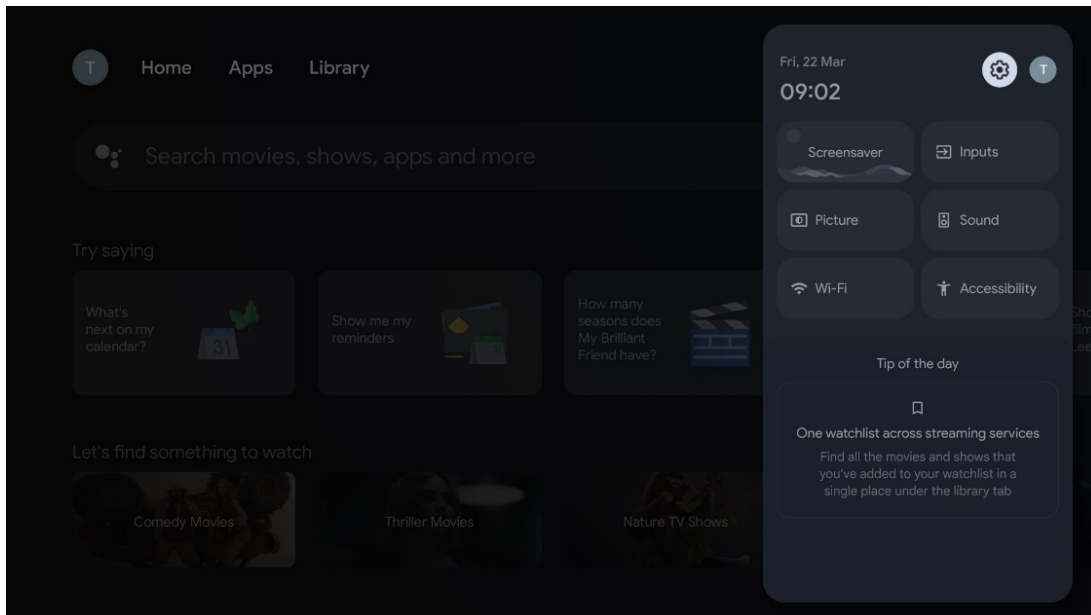 T
Home
Apps
Library
Search movies, shows, apps and more
Try saying
What's
next on my
calendar?
31
Show me my
reminders
7
How many
seasons does
My Brilliant
Friend have?
Let's find something to watch
Comedy Movies
Thriller Movies
Nature TV Shows
Fri, 22 Mar
09:02
T
Screensaver
Inputs
Picture
Sound
Wi-Fi
Accessibility
Tip of the day
One watchlist across streaming services
Find all the movies and shows that
you've added to your watchlist in a
single place under the library tab